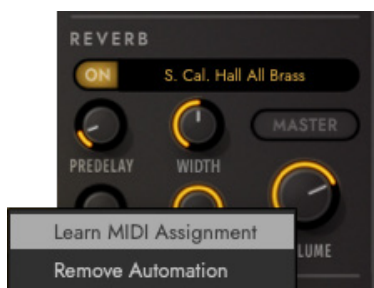 REVERB
ON S. Cal. Hall All Brass
MASTER
PREDELAY WIDTH
LUME
Learn MIDI Assignment
Remove Automation